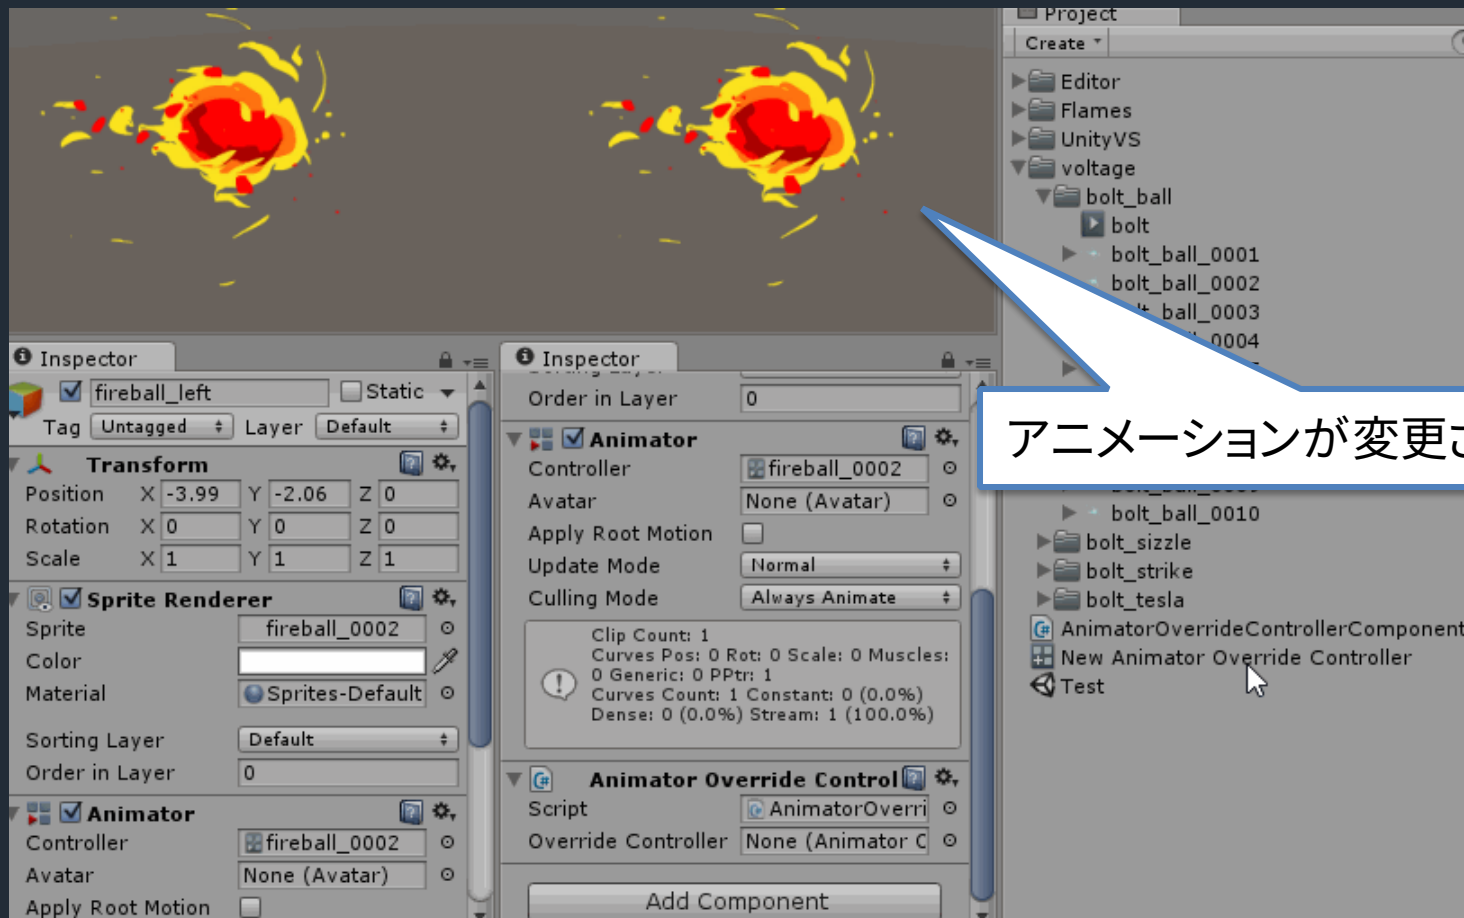 Project
Create
Editor
Flames
UnityVS
voltage
bolt_ball
bolt
bolt_ball_0001
bolt_ball_0002
ball_0003
0004
アニメーションが変更
bolt_ball_0010
bolt_sizzle
bolt_strike
bolt_tesla
AnimatorOverrideControllerComponent
New Animator Override Controller
Test
Inspector
fireball_left
Static
Tag Untagged Layer Default
Transform
Position X -3.99 Y -2.06 Z 0
Rotation X 0 Y 0 Z 0
Scale X 1 Y 1 Z 1
Sprite Renderer
Sprite fireball_0002
Color
Material Sprites-Default
Sorting Layer Default
Order in Layer 0
Animator
Controller fireball_0002
Avatar None (Avatar)
Apply Root Motion
Inspector
Order in Layer 0
Animator
Controller fireball_0002
Avatar None (Avatar)
Apply Root Motion
Update Mode Normal
Culling Mode Always Animate
Clip Count: 1
Curves Pos: 0 Rot: 0 Scale: 0 Muscles:
0 Generic: 0 PPtr: 1
Curves Count: 1 Constant: 0 (0.0%)
Dense: 0 (0.0%) Stream: 1 (100.0%)
Animator Override Control
Script AnimatorOverri
Override Controller None (Animator C
Add Component